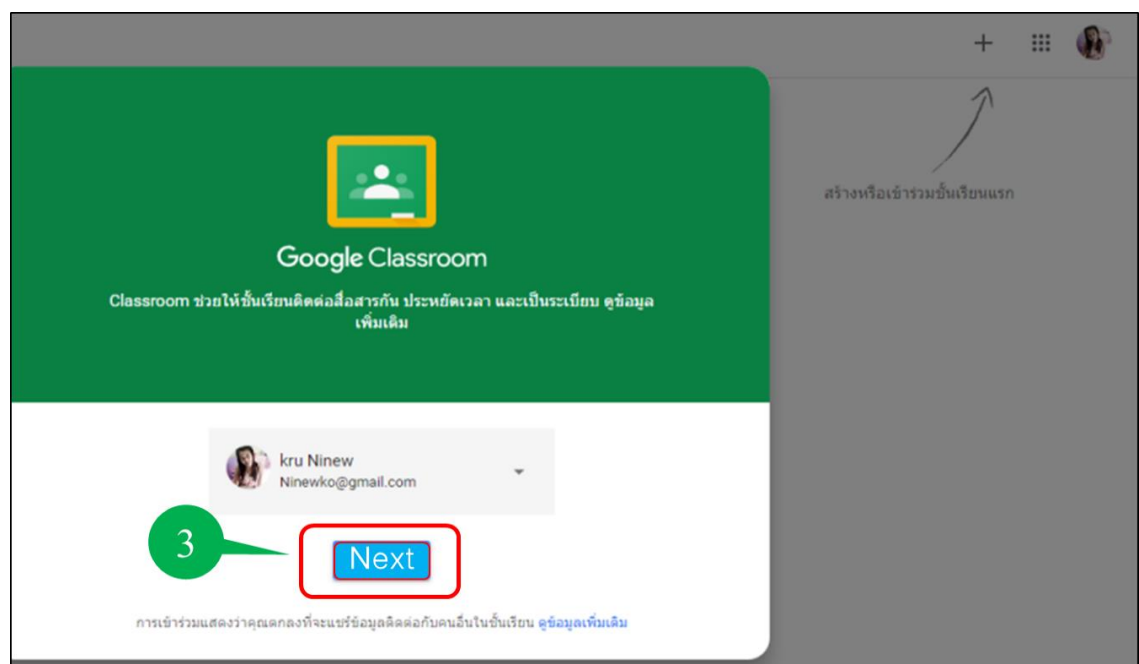 +
สร้างหรือเข้าร่วมชั้นเรียนแรก
Google Classroom
Classroom ช่วยให้ชั้นเรียนติดต่อสื่อสารกัน ประหยัดเวลา และเป็นระเบียบ ดูข้อมูล
เพิ่มเติม
kru Ninew
Ninewko@gmail.com
3
Next
การเข้าร่วมแสดงว่าคุณตกลงที่จะแชร์ข้อมูลติดต่อกับคนอื่นในชั้นเรียน ดูข้อมูลเพิ่มเติม